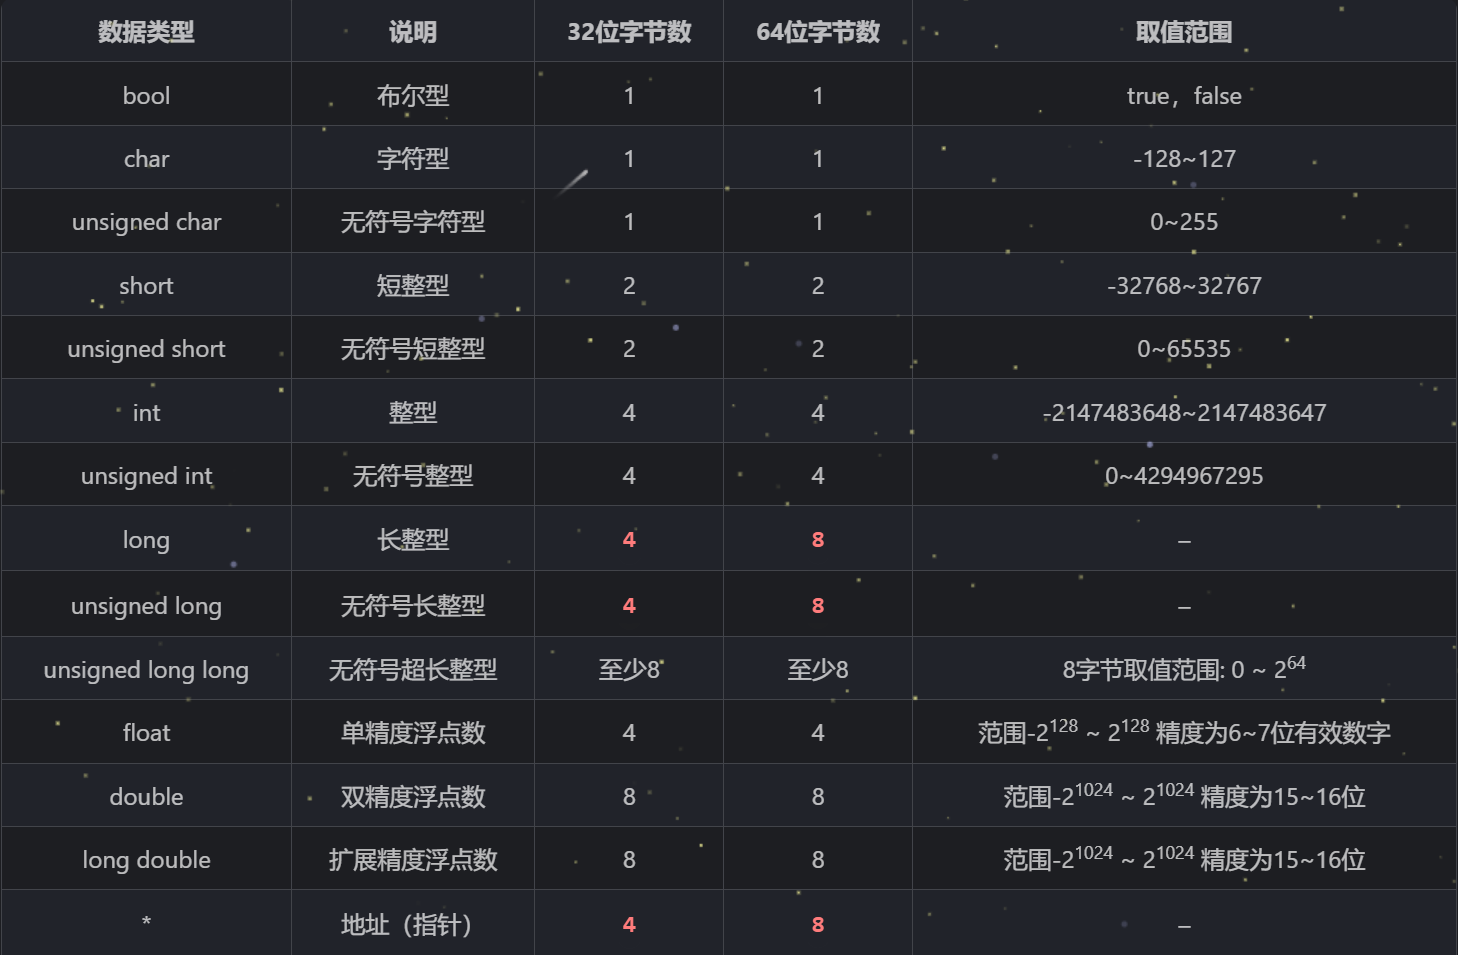 数据类型 说明 32位字节数 64位字节数 取值范围
bool 布尔型 1 1 true，false
char 字符型 1 1 -128~127
unsigned char 无符号字符型 1 1 0~255
short 短整型 2 2 -32768~32767
unsigned short 无符号短整型 2 2 0~65535
int 整型 4 4 -2147483648~2147483647
unsigned int 无符号整型 4 4 0~4294967295
long 长整型 4 8 –
unsigned long 无符号长整型 4 8 –
unsigned long long 无符号超长整型 至少8 至少8 8字节取值范围: 0 ~ 2^64
float 单精度浮点数 4 4 范围-2^128 ~ 2^128 精度为6~7位有效数字
double 双精度浮点数 8 8 范围-2^1024 ~ 2^1024 精度为15~16位
long double 扩展精度浮点数 8 8 范围-2^1024 ~ 2^1024 精度为15~16位
* 地址（指针） 4 8 –